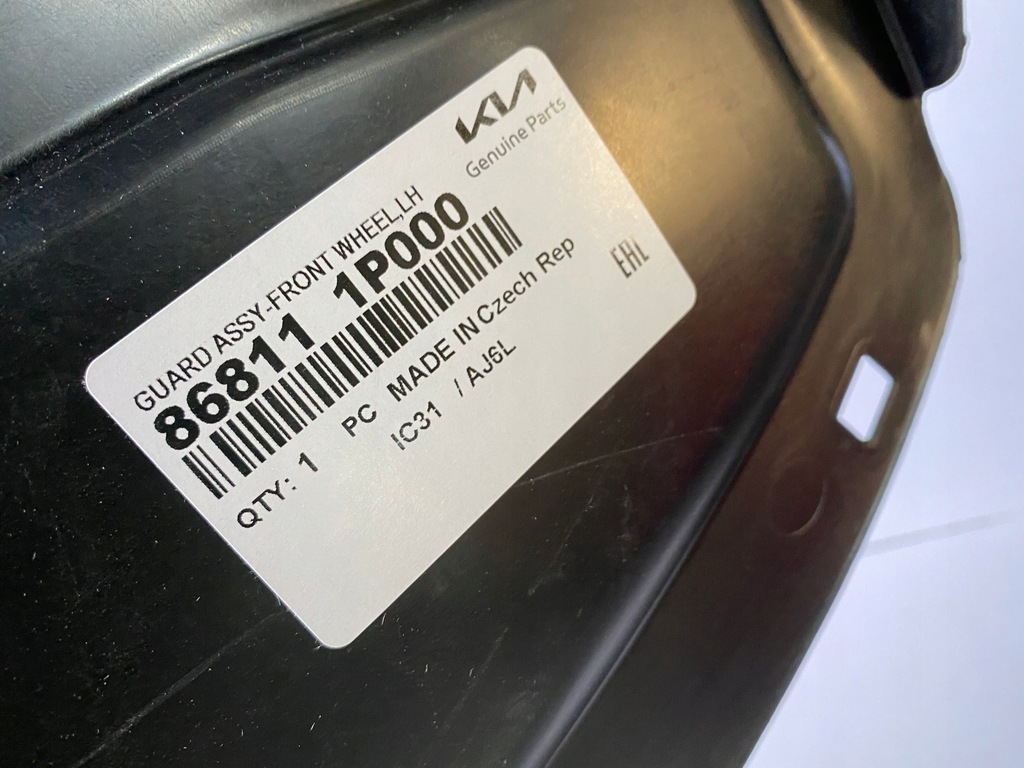 KIA
Genuine Parts
GUARD ASSY-FRONT WHEEL,LH
86811 1P000
QTY: 1 PC MADE IN Czech Rep
IC31 / AJ6L
EAC